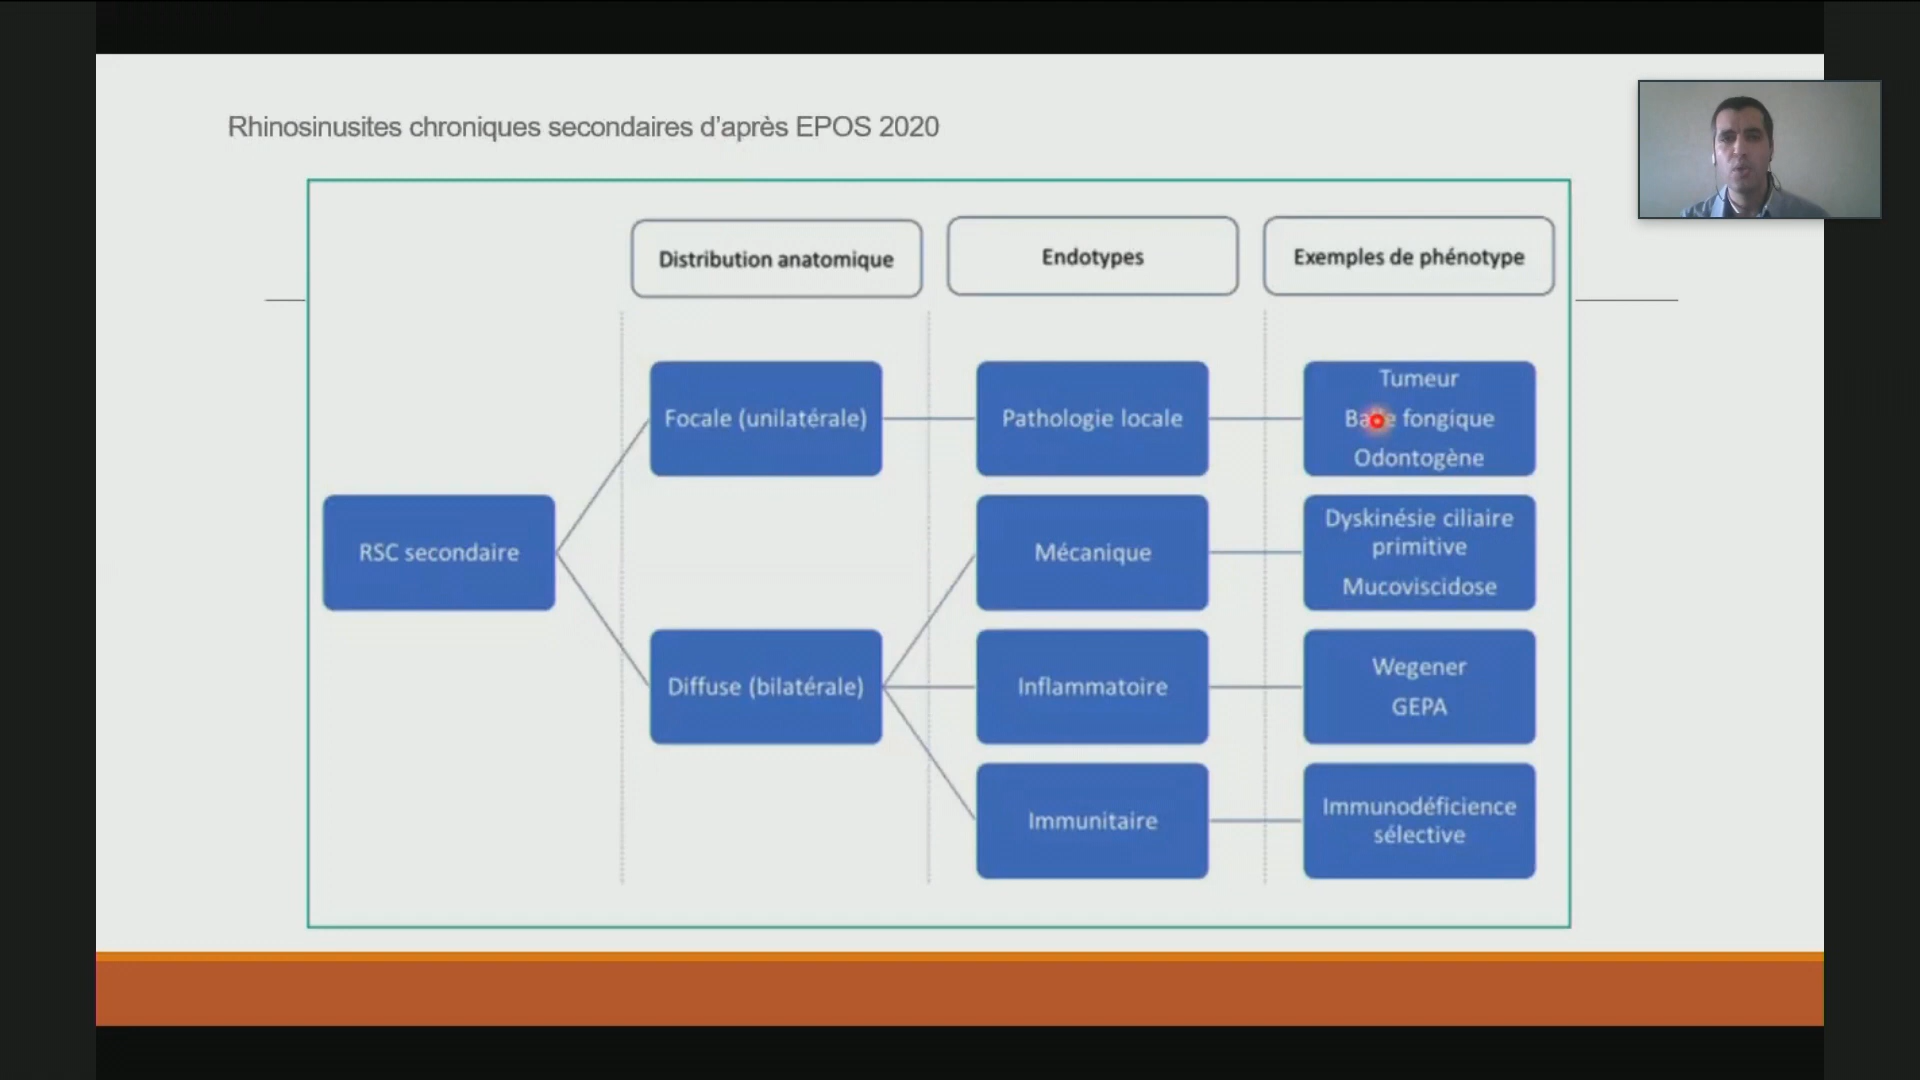 Rhinosinusites chroniques secondaires d’après EPOS 2020
Distribution anatomique
Endotypes
Exemples de phénotype
RSC secondaire
Focale (unilatérale)
Pathologie locale
Tumeur
Balle fongique
Odontogène
Diffuse (bilatérale)
Mécanique
Dyskinésie ciliaire
primitive
Mucoviscidose
Inflammatoire
Wegener
GEPA
Immunitaire
Immunodéficience
sélective